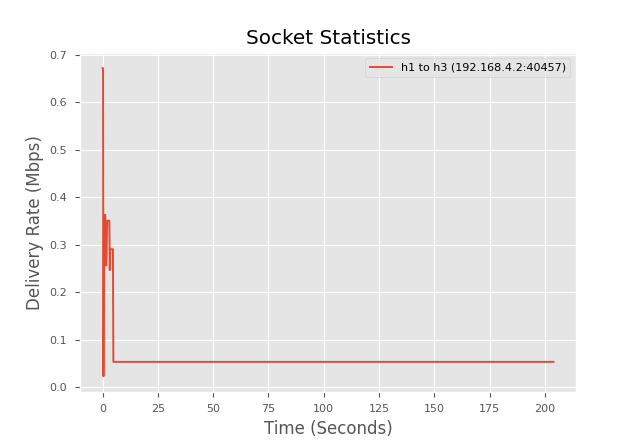 Socket Statistics
h1 to h3 (192.168.4.2:40457)
Delivery Rate (Mbps)
0.7
0.6
0.5
0.4
0.3
0.2
0.1
0.0
0 25 50 75 100 125 150 175 200
Time (Seconds)